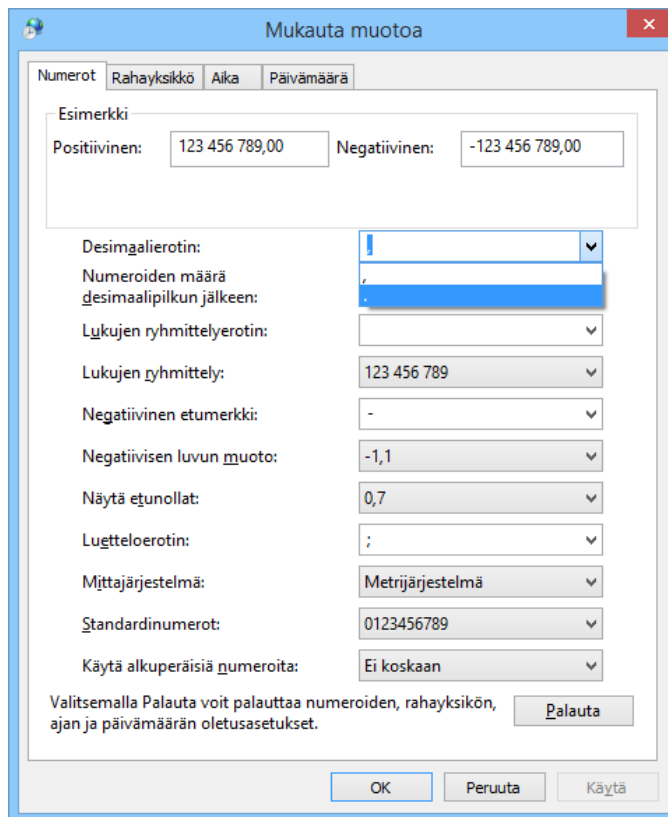 Mukauta muotoa
Numerot Rahayksikkö Aika Päivämäärä
Esimerkki
Positiivinen: 123 456 789,00 Negatiivinen: -123 456 789,00
Desimaalierotin: ,
,
.
Numeroiden määrä
desimaalipilkun jälkeen:
Lukujen ryhmittelyerotin:
Lukujen ryhmittely: 123 456 789
Negatiivinen etumerkki: -
Negatiivisen luvun muoto: -1,1
Näytä etunollat: 0,7
Luetteloerotin: ;
Mittajärjestelmä: Metrijärjestelmä
Standardinumerot: 0123456789
Käytä alkuperäisiä numeroita: Ei koskaan
Valitsemalla Palauta voit palauttaa numeroiden, rahayksikön,
ajan ja päivämäärän oletusasetukset.
Palauta
OK Peruuta Käytä